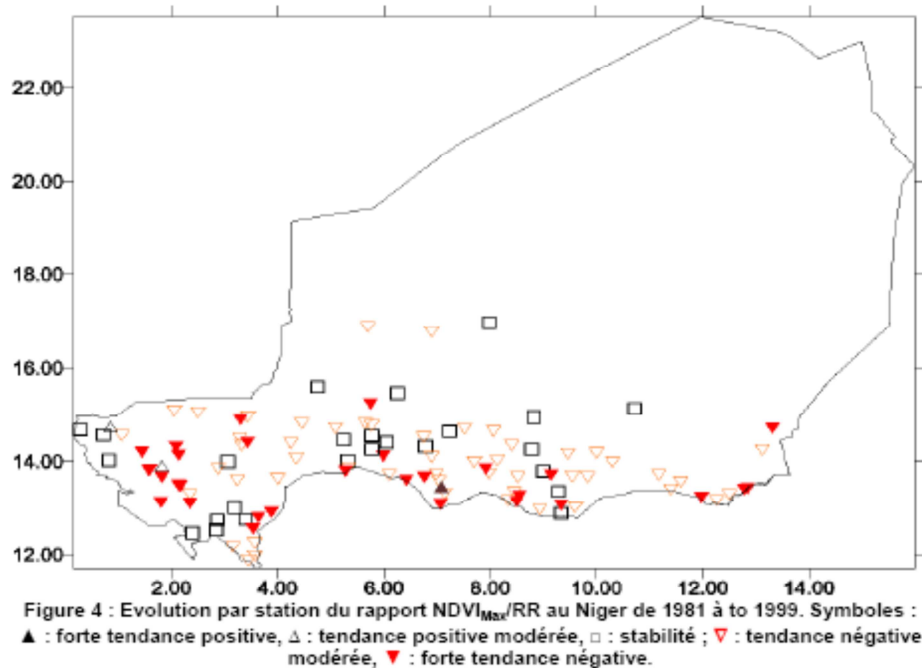 22.00
20.00
18.00
16.00
14.00
12.00
2.00 4.00 6.00 8.00 10.00 12.00 14.00
Figure 4 : Evolution par station du rapport NDVIMax/RR au Niger de 1981 à to 1999. Symboles :
▲ : forte tendance positive, △ : tendance positive modérée, □ : stabilité ; ▽ : tendance négative
modérée, ▼ : forte tendance négative.